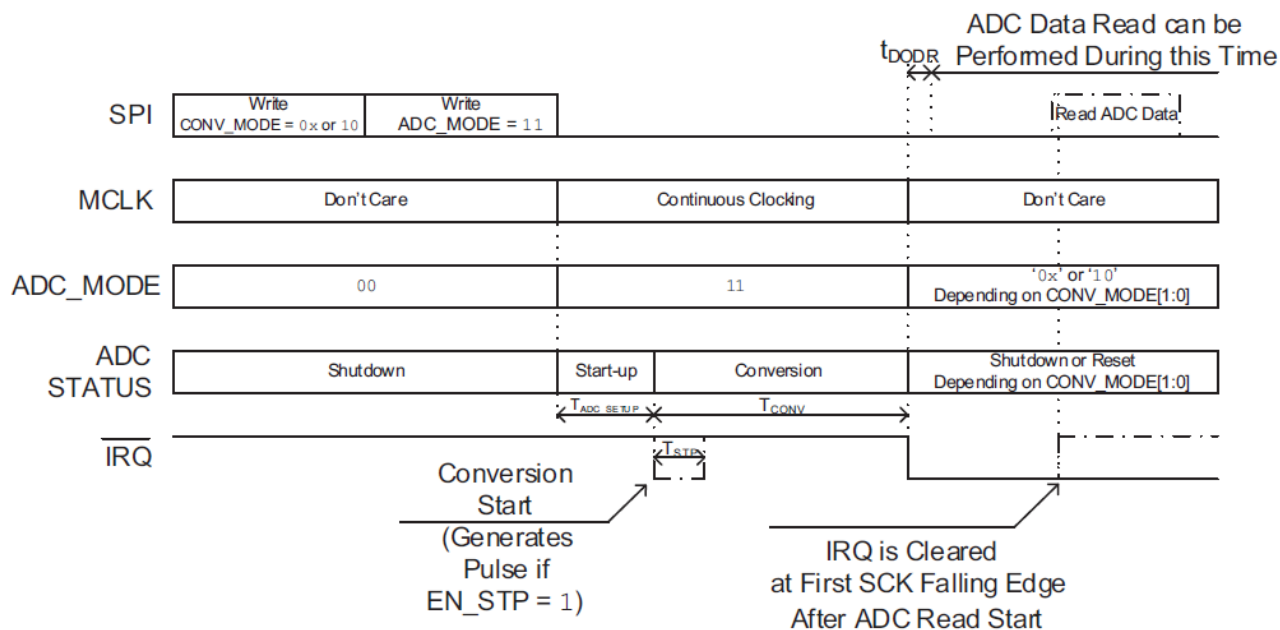 ADC Data Read can be
tDODR Performed During this Time
SPI
Write
CONV_MODE = 0x or 10
Write
ADC_MODE = 11
Read ADC Data
MCLK
Don't Care
Continuous Clocking
Don't Care
ADC_MODE
00
11
'0x' or '10'
Depending on CONV_MODE[1:0]
ADC
STATUS
Shutdown
Start-up
Conversion
Shutdown or Reset
Depending on CONV_MODE[1:0]
TADC_SETUP
TCONV
IRQ
TSTP
Conversion
Start
(Generates
Pulse if
EN_STP = 1)
IRQ is Cleared
at First SCK Falling Edge
After ADC Read Start